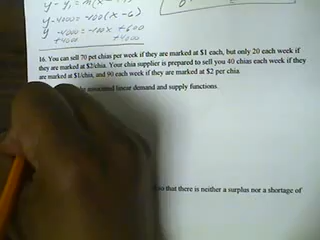 y-y₁ = m(x
y-4000 = -100(x-6)
y -4000 = -100x +600
+4000 +4000
16. You can sell 70 pet chias per week if they are marked at $1 each, but only 20 each week if
they are marked at $2/chia. Your chia supplier is prepared to sell you 40 chias each week if they
are marked at $1/chia, and 90 each week if they are marked at $2 per chia.
associated linear demand and supply functions.
so that there is neither a surplus nor a shortage of